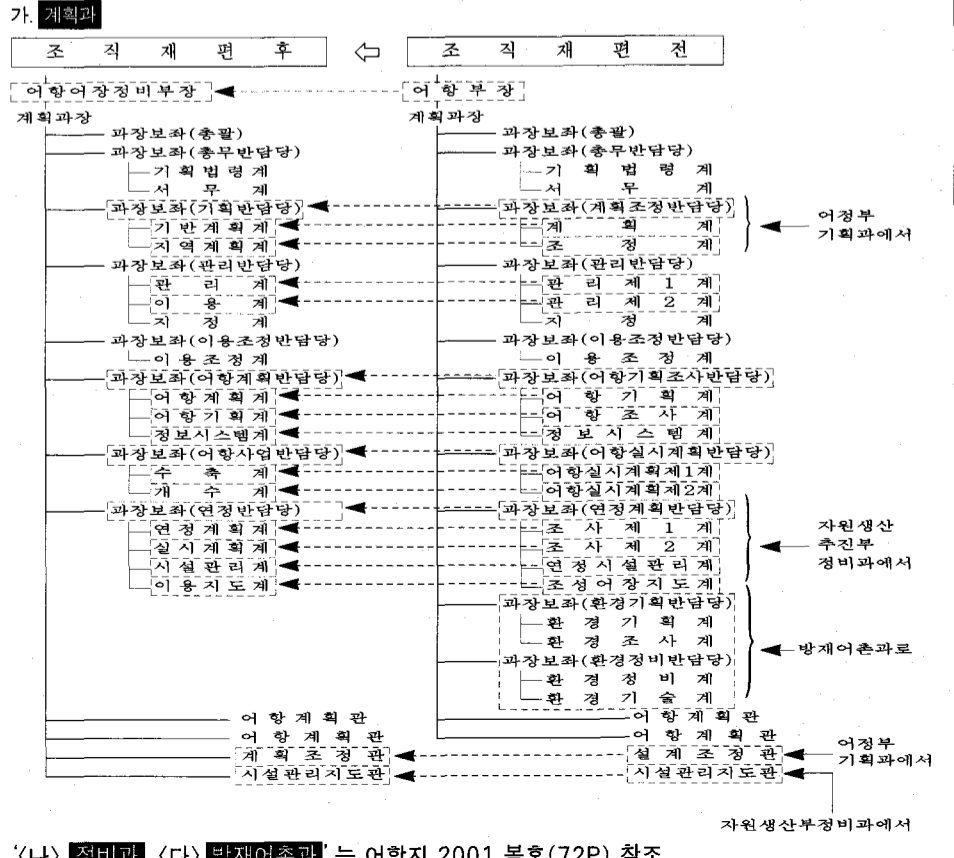 가. 계획과
조 직 재 편 후 ⇦ 조 직 재 편 전
어항어장정비부장
계획과장
과장보좌(총괄)
과장보좌(총무반담당)
기획법령계
서 무 계
과장보좌(기획반담당)
기반계획계
지역계획계
과장보좌(관리반담당)
관 리 계
이 용 계
지 정 계
과장보좌(이용조정반담당)
이용조정계
과장보좌(어항계획반담당)
어항계획계
어항기획계
정보시스템계
과장보좌(어항사업반담당)
수 축 계
개 수 계
과장보좌(연정반담당)
연정계획계
실시계획계
시설관리계
이용지도계
어 항 계 획 관
어 항 계 획 관
계 획 조 정 관
시설관리지도관
어 항 부 장
계획과장
과장보좌(총괄)
과장보좌(총무반담당)
기 획 법 령 계
서 무 계
과장보좌(계획조정반담당)
계 획 계
조 정 계
과장보좌(관리반담당)
관 리 제 1 계
관 리 제 2 계
지 정 계
과장보좌(이용조정반담당)
이 용 조 정 계
과장보좌(어항기획조사반담당)
어 항 기 획 계
어 항 조 사 계
정 보 시 스 템 계
과장보좌(어항실시계획반담당)
어항실시계획제1계
어항실시계획제2계
과장보좌(연정계획반담당)
조 사 제 1 계
조 사 제 2 계
연정시설관리계
조성어장지도계
과장보좌(환경기획반담당)
환 경 기 획 계
환 경 조 사 계
과장보좌(환경정비반담당)
환 경 정 비 계
환 경 기 술 계
어 항 계 획 관
어 항 계 획 관
설 계 조 정 관
시설관리지도관
어정부
기획과에서
자원생산
추진부
정비과에서
방재어촌과로
어정부
기획과에서
자원생산부정비과에서
'〈나〉 정비과, 〈다〉 방재어촌과'는 어항지 2001 봄호(72P) 참조